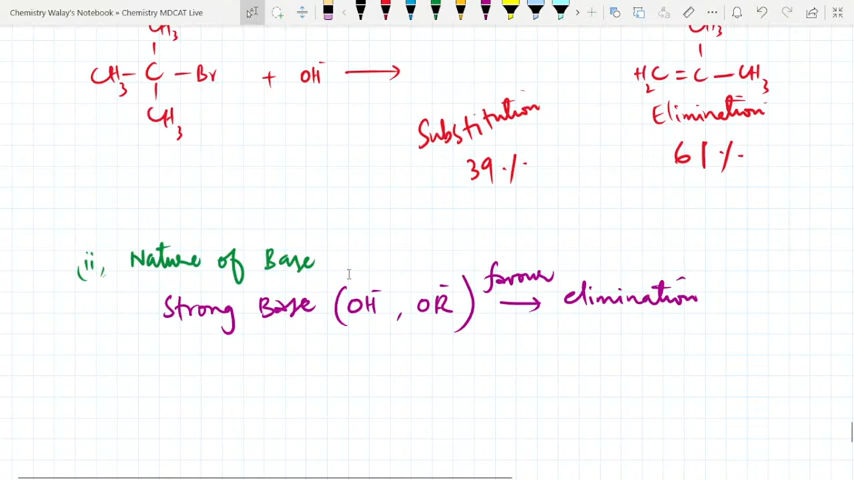 Chemistry Walay's Notebook » Chemistry MDCAT Live
CH3 CH3
CH3–C–Br + OH⁻ ⟶ H2C=C–CH3
CH3
Substitution Elimination
39% 61%
(ii, Nature of Base
Strong Base (OH⁻, OR⁻) favour ⟶ elimination